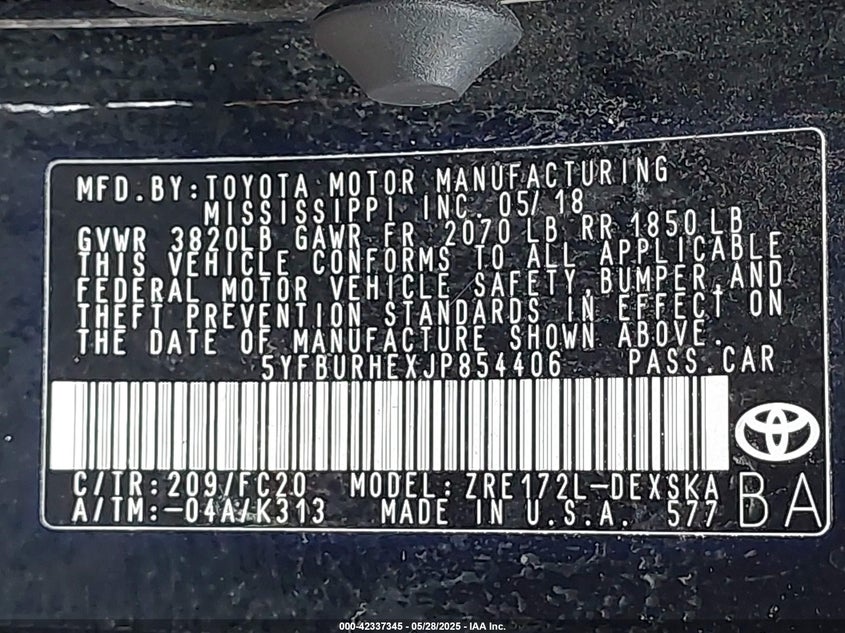 MFD.BY:TOYOTA MOTOR MANUFACTURING
MISSISSIPPI INC. 05/18
GVWR 3820LB GAWR FR 2070 LB RR 1850 LB
THIS VEHICLE CONFORMS TO ALL APPLICABLE
FEDERAL MOTOR VEHICLE SAFETY,BUMPER,AND
THEFT PREVENTION STANDARDS IN EFFECT ON
THE DATE OF MANUFACTURE SHOWN ABOVE.
5YFBURHEXJP854406 PASS.CAR
C/TR:209/FC20 MODEL:ZRE172L-DEXSKA
A/TM:-04A/K313 MADE IN U.S.A. 577 BA
000-42337345 - 05/28/2025 - IAA Inc.